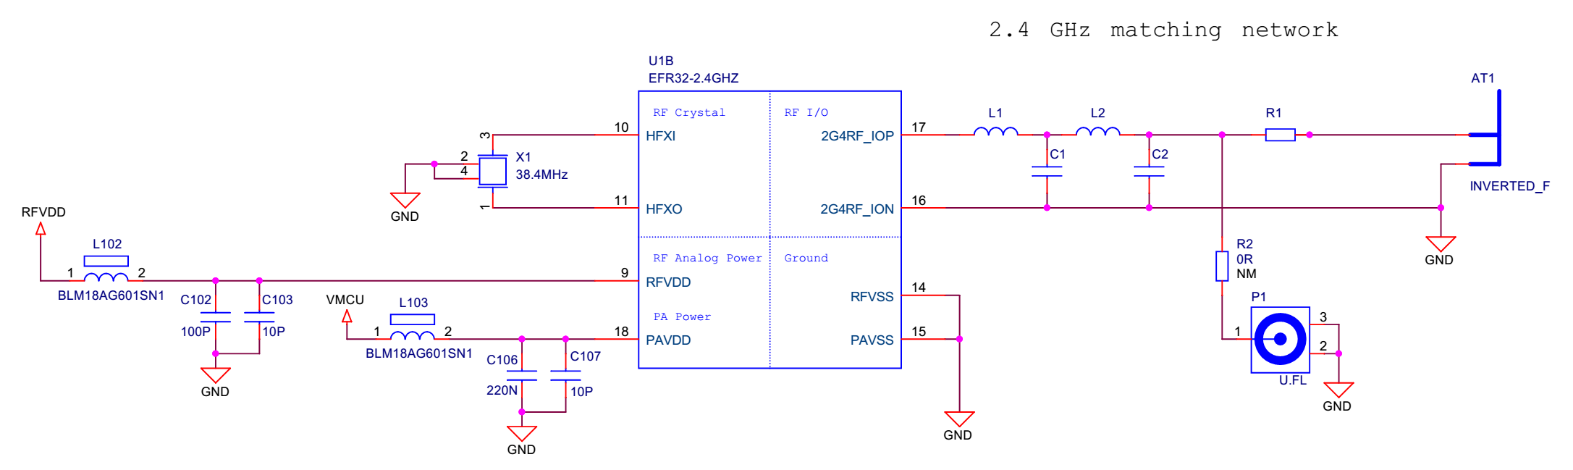 2.4 GHz matching network
U1B
EFR32-2.4GHZ
RF Crystal
RF I/O
10
HFXI
2G4RF_IOP
17
L1
L2
R1
AT1
3
2
4
1
X1
38.4MHz
GND
C1
C2
INVERTED_F
11
HFXO
2G4RF_ION
16
GND
RFVDD
L102
1
2
BLM18AG601SN1
C102
100P
C103
10P
GND
RF Analog Power
Ground
9
RFVDD
RFVSS
14
PA Power
18
PAVDD
PAVSS
15
GND
VMCU
L103
1
2
BLM18AG601SN1
C106
220N
C107
10P
GND
R2
0R
NM
P1
1
3
2
U.FL
GND